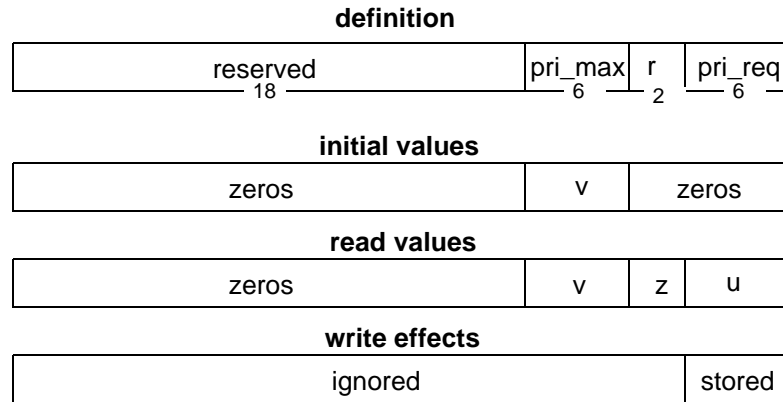 definition
reserved pri_max r pri_req
18 6 2 6
initial values
zeros v zeros
read values
zeros v z u
write effects
ignored stored